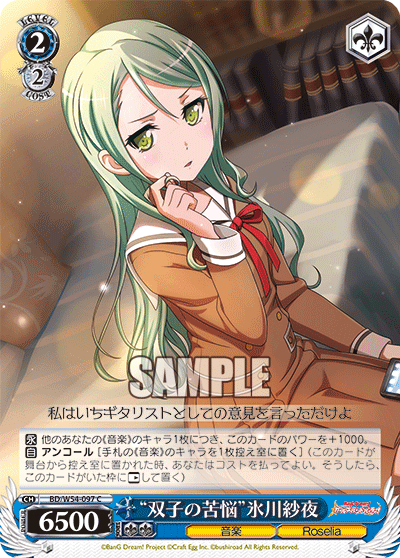 LEVEL
2
2
COST
SAMPLE
私はいちギタリストとしての意見を言っただけよ
永 他のあなたの《音楽》のキャラ1枚につき、このカードのパワーを+1000。
自 アンコール [手札の《音楽》のキャラを1枚控え室に置く] (このカードが
舞台から控え室に置かれた時、あなたはコストを払ってよい。そうしたら、
このカードがいた枠にレストして置く)
CH BD/W54-097 C
6500
“双子の苦悩”氷川紗夜
音楽
Roselia
©BanG Dream! Project ©Craft Egg Inc. ©bushiroad All Rights Reserved.